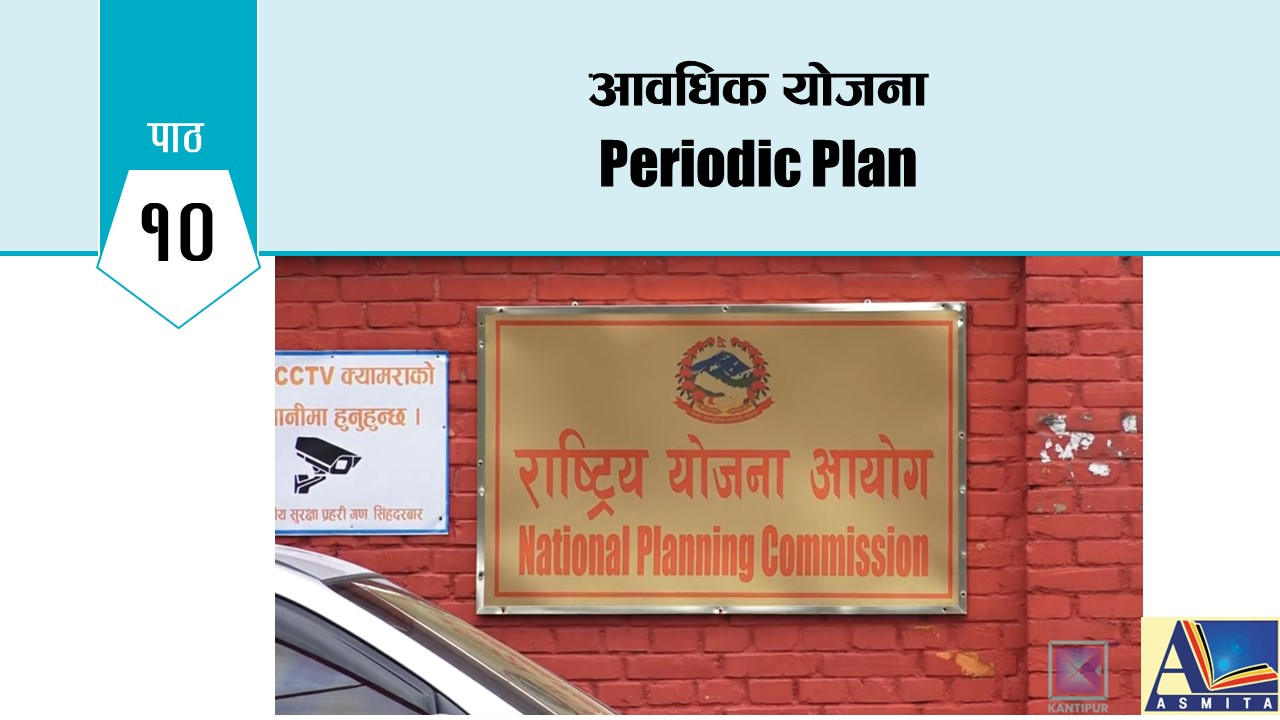 पाठ
१०
आवधिक योजना
Periodic Plan
CCTV क्यामराको
हुनुहुन्छ ।
सुरक्षा प्रहरी गण सिंहदरबार
राष्ट्रिय योजना आयोग
National Planning Commission
KANTIPUR
ASMITA